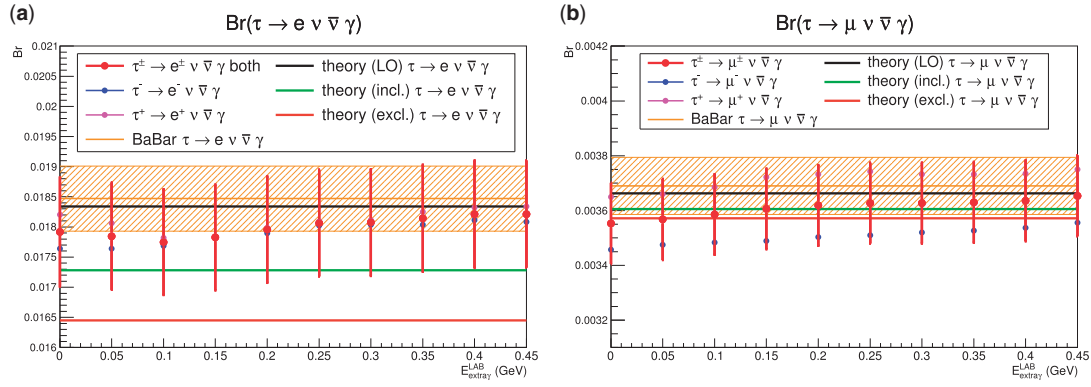 (a)
Br(τ → e ν ν̄ γ)
Br
0.021
0.0205
0.02
0.0195
0.019
0.0185
0.018
0.0175
0.017
0.0165
0.016
τ± → e± ν ν̄ γ both
τ- → e- ν ν̄ γ
τ+ → e+ ν ν̄ γ
BaBar τ → e ν ν̄ γ
theory (LO) τ → e ν ν̄ γ
theory (incl.) τ → e ν ν̄ γ
theory (excl.) τ → e ν ν̄ γ
0 0.05 0.1 0.15 0.2 0.25 0.3 0.35 0.4 0.45
E^LAB_extraγ (GeV)
(b)
Br(τ → μ ν ν̄ γ)
Br
0.0042
0.004
0.0038
0.0036
0.0034
0.0032
τ± → μ± ν ν̄ γ
τ- → μ- ν ν̄ γ
τ+ → μ+ ν ν̄ γ
BaBar τ → μ ν ν̄ γ
theory (LO) τ → μ ν ν̄ γ
theory (incl.) τ → μ ν ν̄ γ
theory (excl.) τ → μ ν ν̄ γ
0 0.05 0.1 0.15 0.2 0.25 0.3 0.35 0.4 0.45
E^LAB_extraγ (GeV)